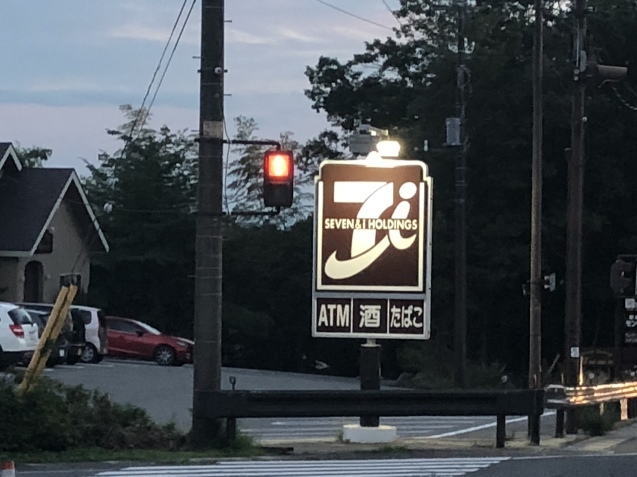 SEVEN&I HOLDINGS
ATM 酒 たばこ